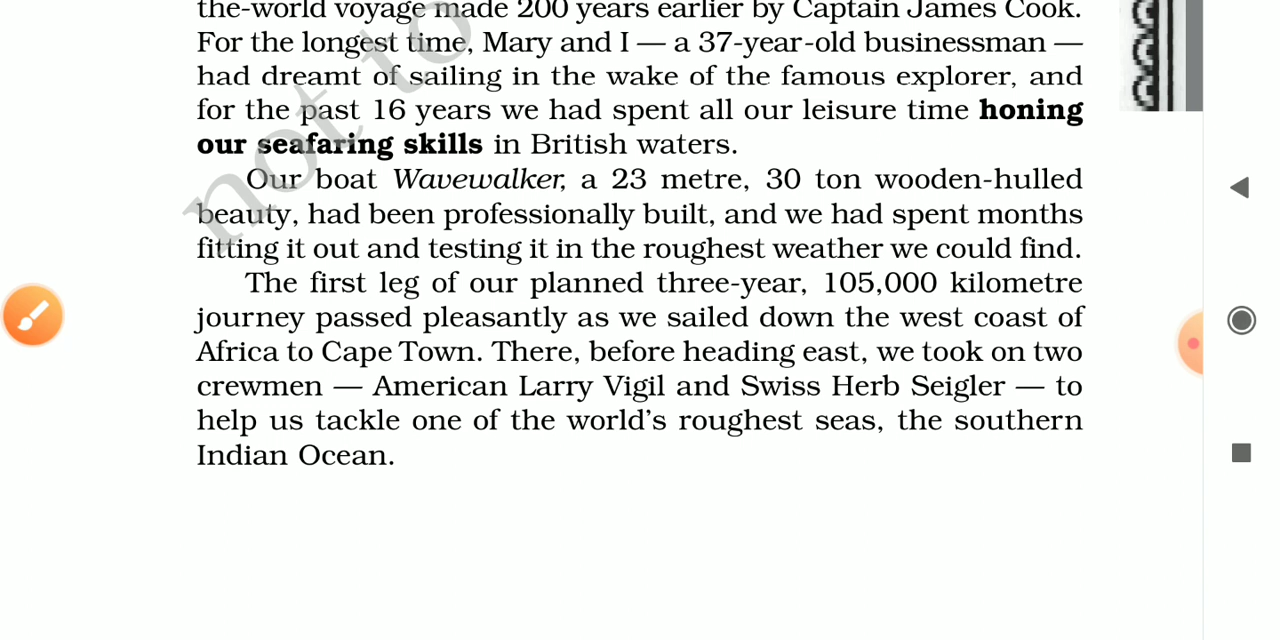 the-world voyage made 200 years earlier by Captain James Cook.
For the longest time, Mary and I — a 37-year-old businessman —
had dreamt of sailing in the wake of the famous explorer, and
for the past 16 years we had spent all our leisure time honing
our seafaring skills in British waters.
Our boat Wavewalker, a 23 metre, 30 ton wooden-hulled
beauty, had been professionally built, and we had spent months
fitting it out and testing it in the roughest weather we could find.
The first leg of our planned three-year, 105,000 kilometre
journey passed pleasantly as we sailed down the west coast of
Africa to Cape Town. There, before heading east, we took on two
crewmen — American Larry Vigil and Swiss Herb Seigler — to
help us tackle one of the world's roughest seas, the southern
Indian Ocean.
not to